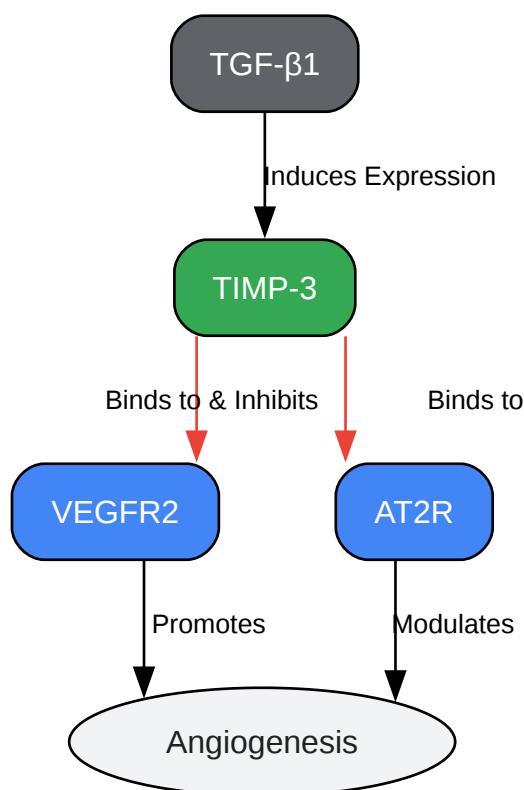 TGF-β1
Induces Expression
TIMP-3
Binds to & Inhibits
Binds to
VEGFR2
AT2R
Promotes
Modulates
Angiogenesis